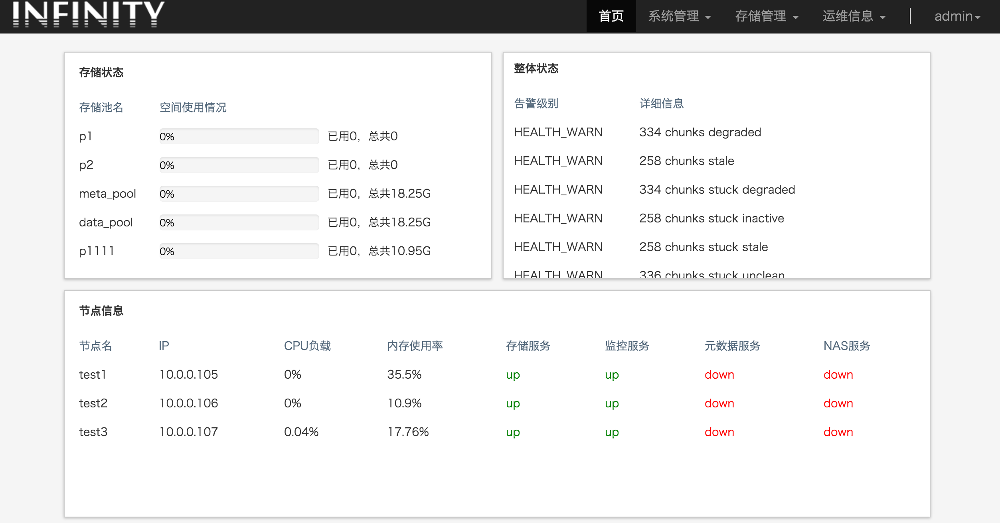 INFINITY 首页 系统管理 存储管理 运维信息 admin
存储状态
存储池名 空间使用情况
p1 0% 已用0，总共0
p2 0% 已用0，总共0
meta_pool 0% 已用0，总共18.25G
data_pool 0% 已用0，总共18.25G
p1111 0% 已用0，总共10.95G
整体状态
告警级别 详细信息
HEALTH_WARN 334 chunks degraded
HEALTH_WARN 258 chunks stale
HEALTH_WARN 334 chunks stuck degraded
HEALTH_WARN 258 chunks stuck inactive
HEALTH_WARN 258 chunks stuck stale
HEALTH_WARN 336 chunks stuck unclean
节点信息
节点名 IP CPU负载 内存使用率 存储服务 监控服务 元数据服务 NAS服务
test1 10.0.0.105 0% 35.5% up up down down
test2 10.0.0.106 0% 10.9% up up down down
test3 10.0.0.107 0.04% 17.76% up up down down